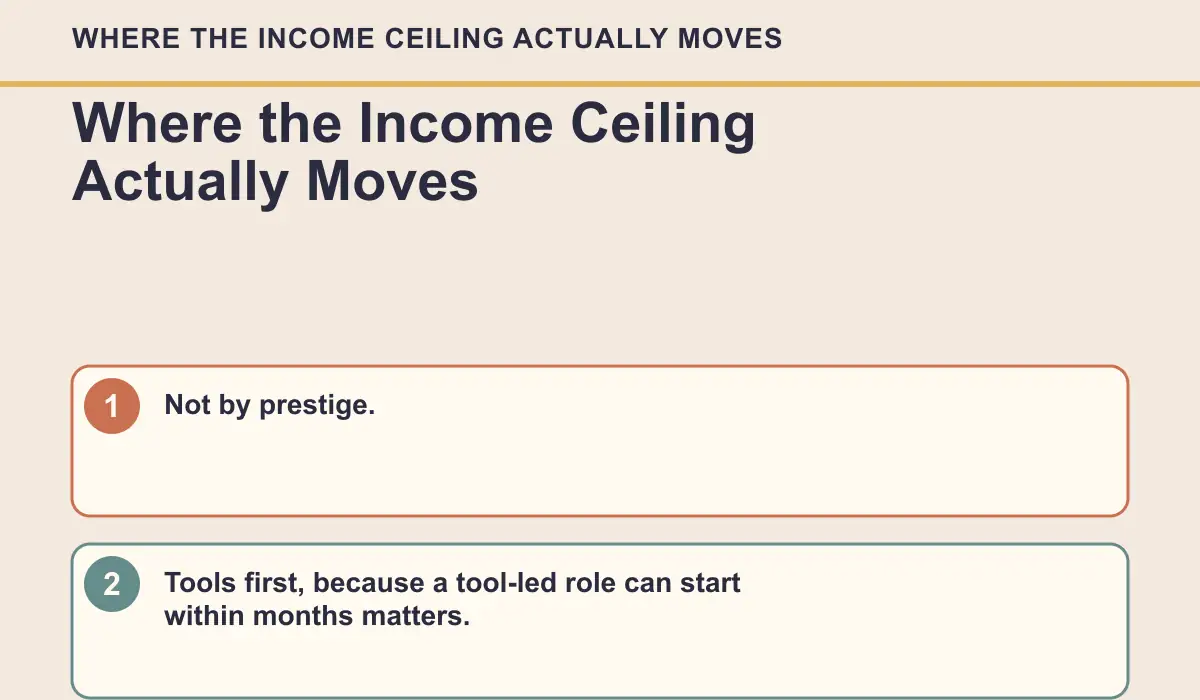 WHERE THE INCOME CEILING ACTUALLY MOVES
Where the Income Ceiling
Actually Moves
1
Not by prestige.
2
Tools first, because a tool-led role can start
within months matters.